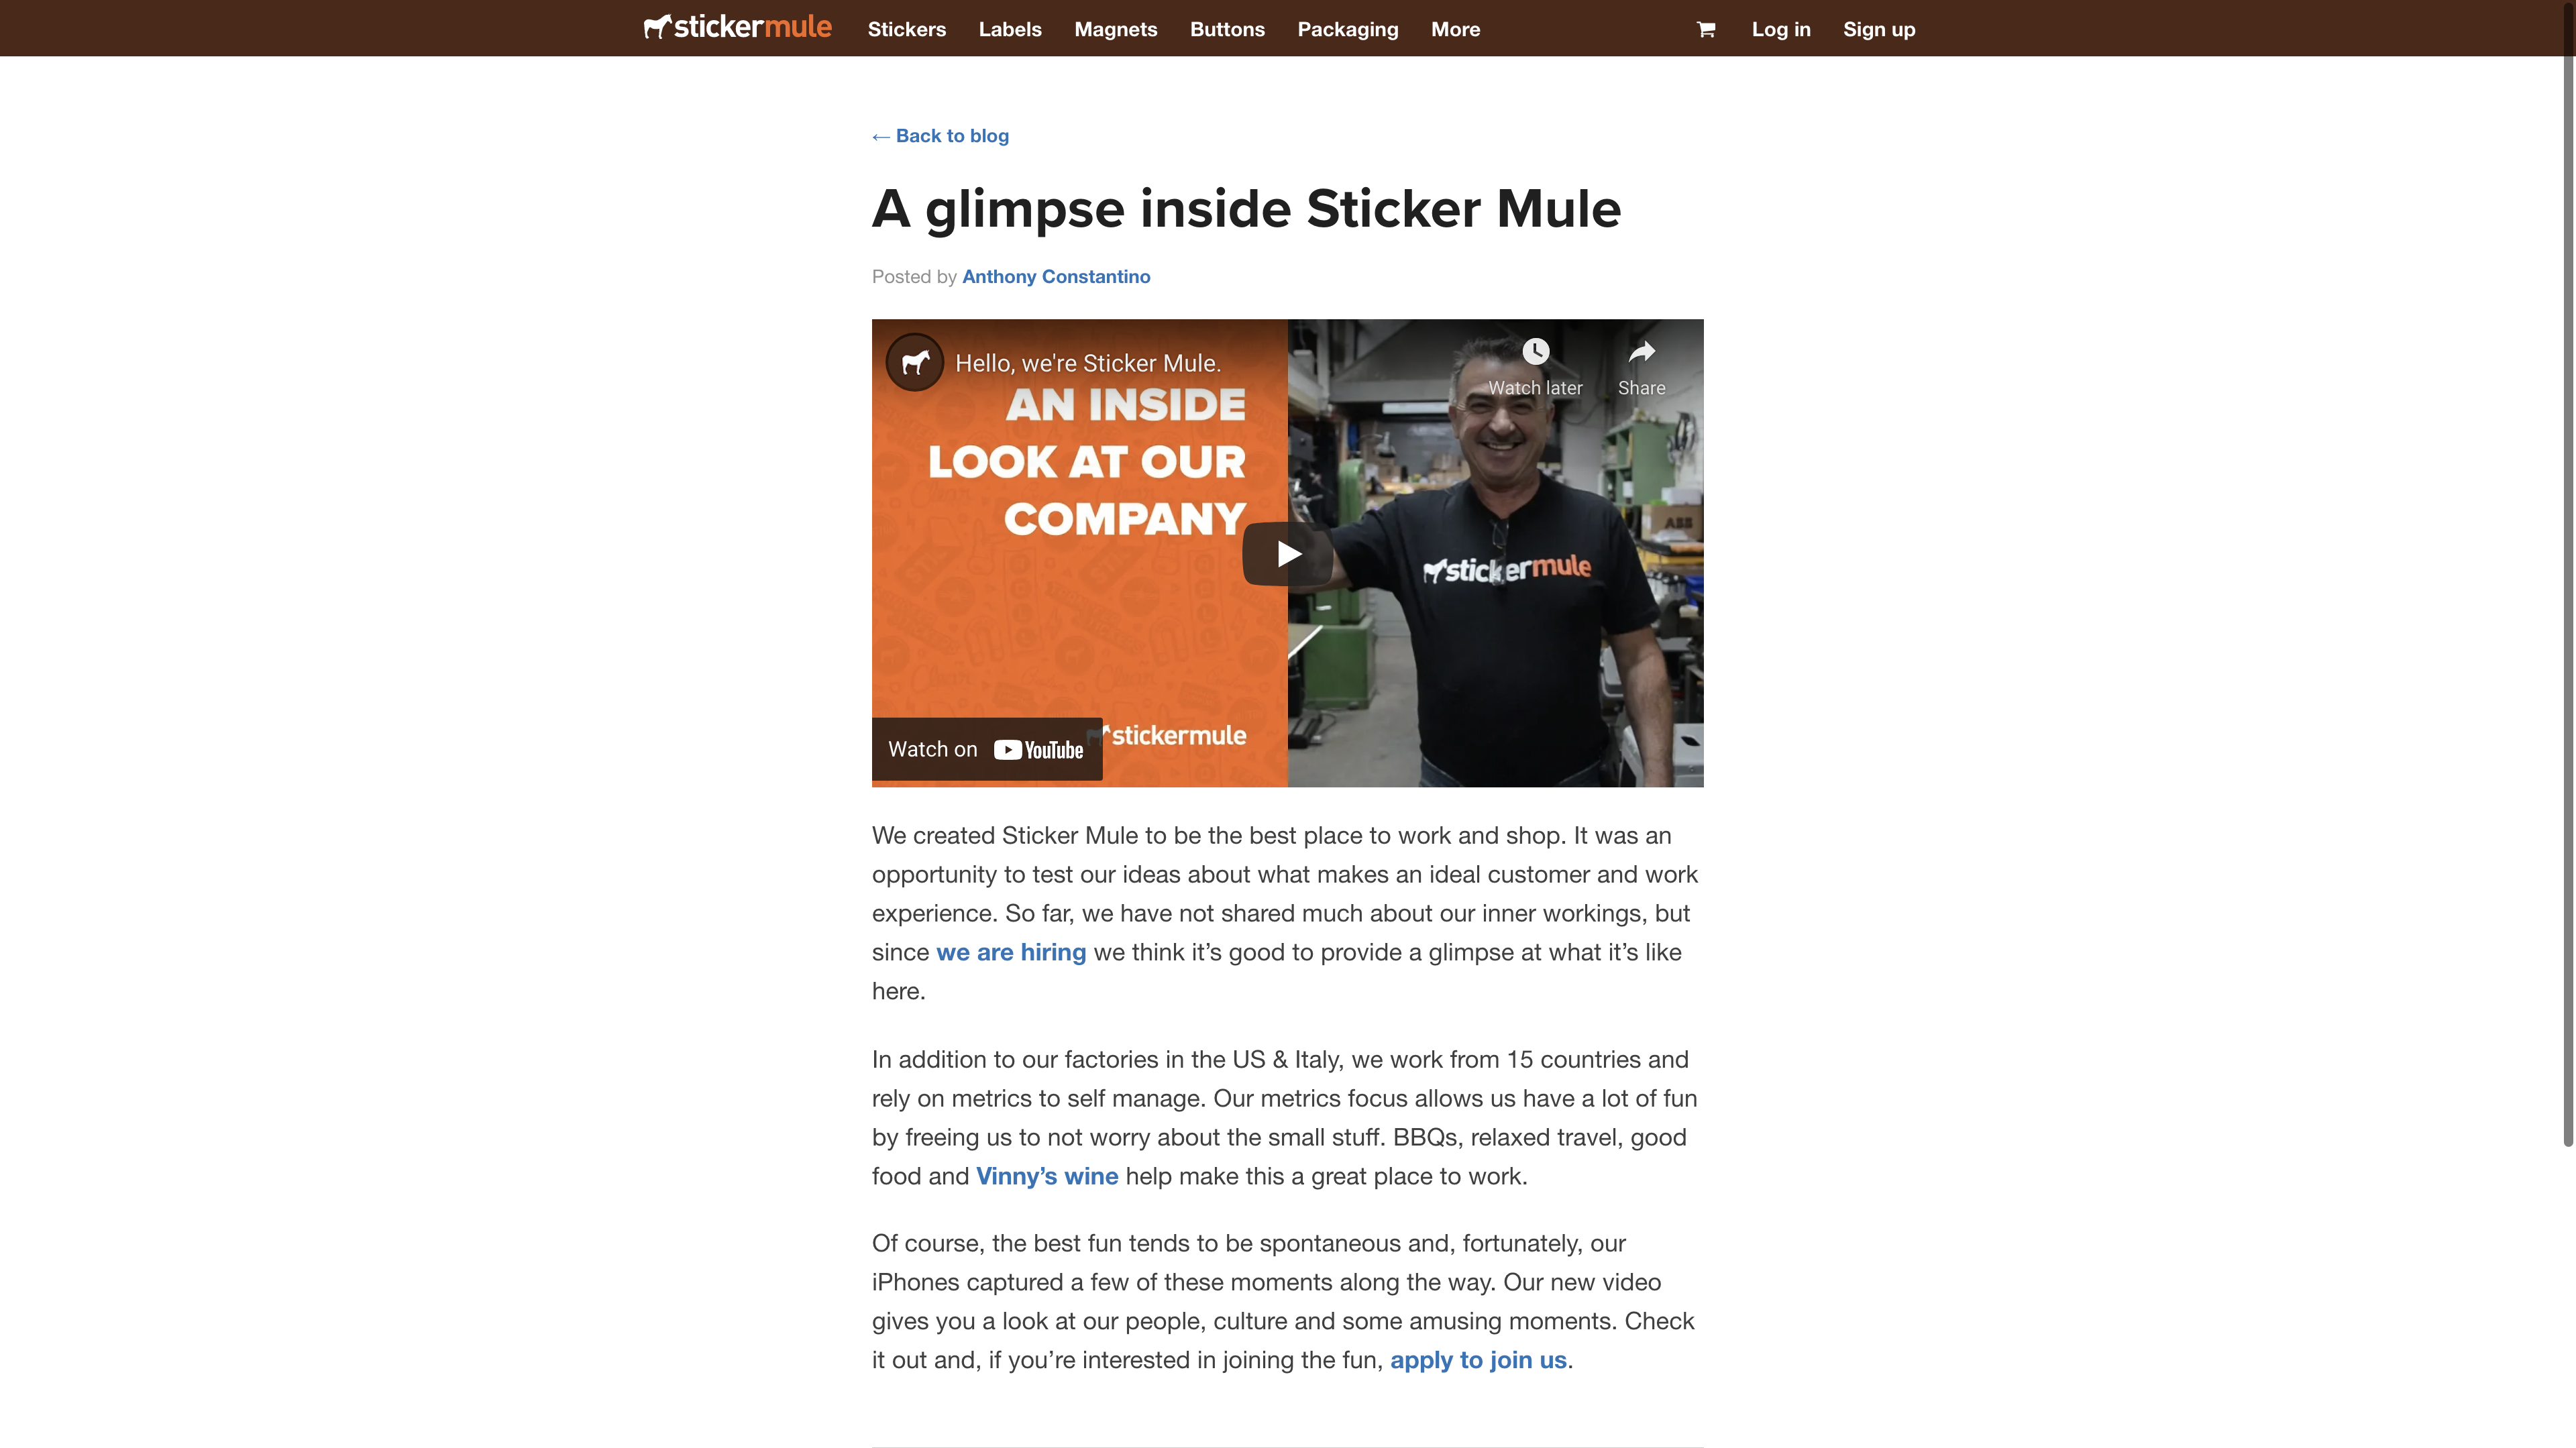 stickermule
Stickers
Labels
Magnets
Buttons
Packaging
More
Log in
Sign up
← Back to blog
A glimpse inside Sticker Mule
Posted by Anthony Constantino
Hello, we're Sticker Mule.
Watch later
Share
AN INSIDE
LOOK AT OUR
COMPANY
ABB
stickermule
stickermule
Watch on YouTube
We created Sticker Mule to be the best place to work and shop. It was an
opportunity to test our ideas about what makes an ideal customer and work
experience. So far, we have not shared much about our inner workings, but
since we are hiring we think it’s good to provide a glimpse at what it’s like
here.
In addition to our factories in the US & Italy, we work from 15 countries and
rely on metrics to self manage. Our metrics focus allows us have a lot of fun
by freeing us to not worry about the small stuff. BBQs, relaxed travel, good
food and Vinny’s wine help make this a great place to work.
Of course, the best fun tends to be spontaneous and, fortunately, our
iPhones captured a few of these moments along the way. Our new video
gives you a look at our people, culture and some amusing moments. Check
it out and, if you’re interested in joining the fun, apply to join us.